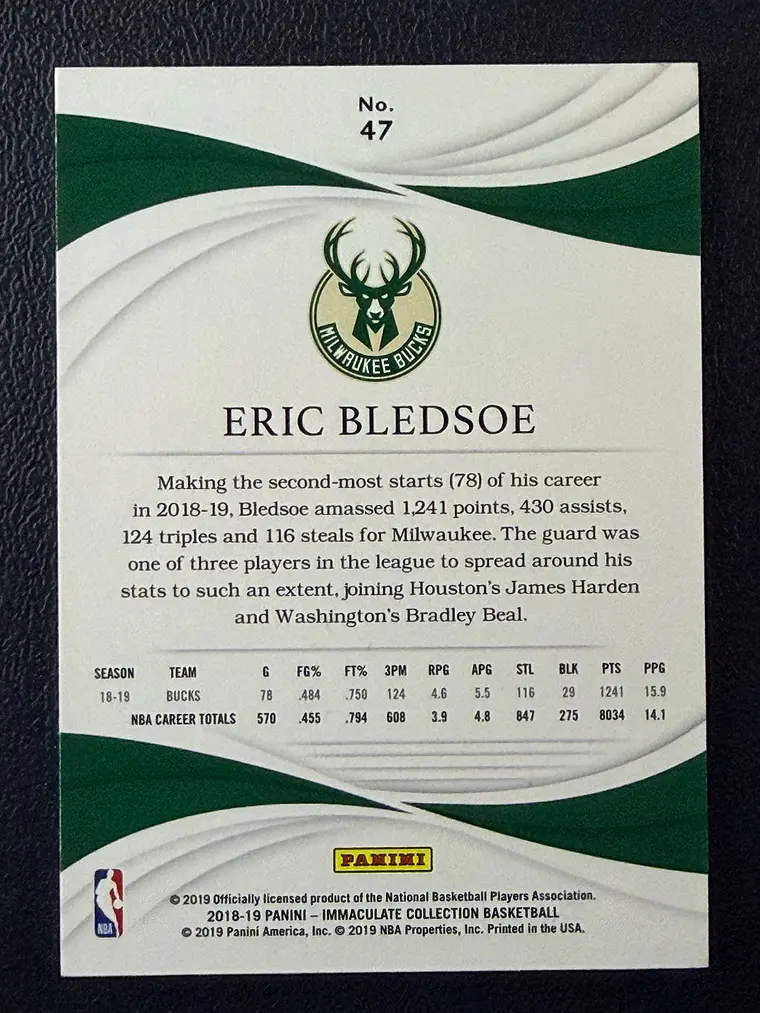 No.
47
MILWAUKEE BUCKS
ERIC BLEDSOE
Making the second-most starts (78) of his career
in 2018-19, Bledsoe amassed 1,241 points, 430 assists,
124 triples and 116 steals for Milwaukee. The guard was
one of three players in the league to spread around his
stats to such an extent, joining Houston's James Harden
and Washington's Bradley Beal.
SEASON TEAM G FG% FT% 3PM RPG APG STL BLK PTS PPG
18-19 BUCKS 78 .484 .750 124 4.6 5.5 116 29 1241 15.9
NBA CAREER TOTALS 570 .455 .794 608 3.9 4.8 847 275 8034 14.1
PANINI
NBA
© 2019 Officially licensed product of the National Basketball Players Association.
2018-19 PANINI – IMMACULATE COLLECTION BASKETBALL
© 2019 Panini America, Inc. © 2019 NBA Properties, Inc. Printed in the USA.